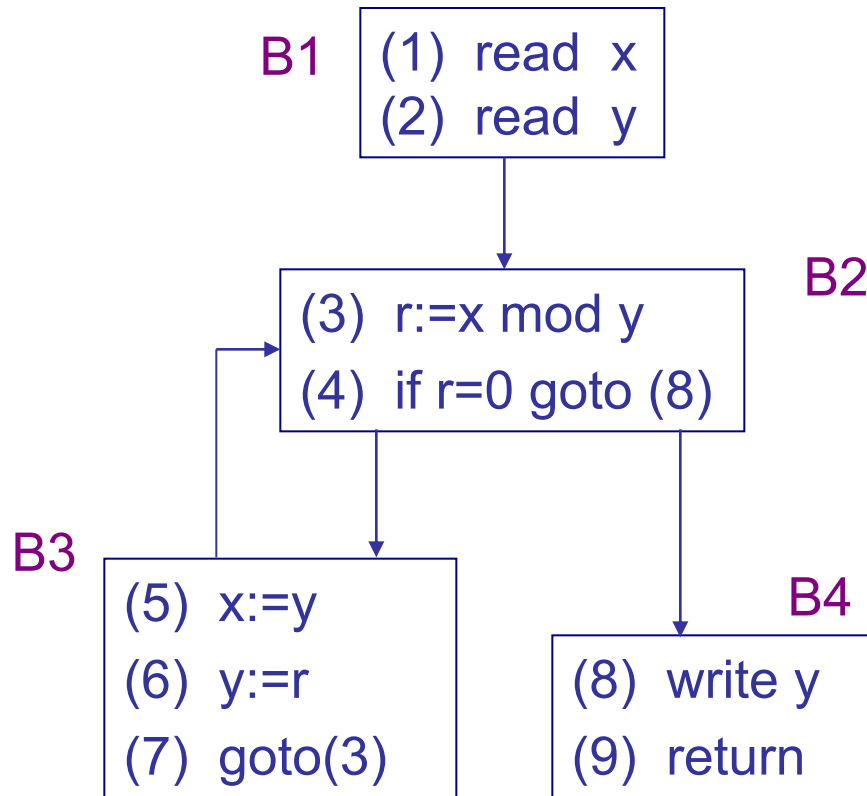 B1
(1) read x
(2) read y
B2
(3) r:=x mod y
(4) if r=0 goto (8)
B3
(5) x:=y
(6) y:=r
(7) goto(3)
B4
(8) write y
(9) return